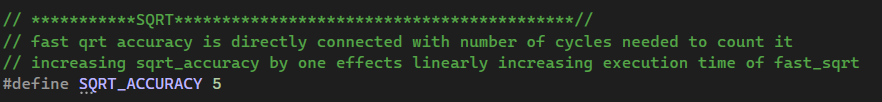 // ***********SQRT******************************************//
// fast qrt accuracy is directly connected with number of cycles needed to count it
// increasing sqrt_accuracy by one effects linearly increasing execution time of fast_sqrt
#define SQRT_ACCURACY 5